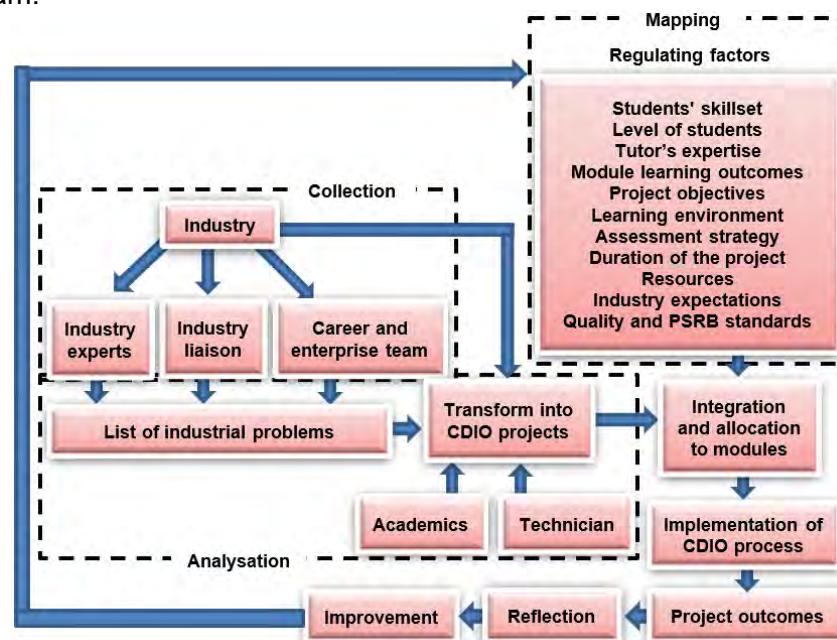 Mapping
Regulating factors
Students' skillset
Level of students
Tutor's expertise
Module learning outcomes
Project objectives
Learning environment
Assessment strategy
Duration of the project
Resources
Industry expectations
Quality and PSRB standards
Collection
Industry
Industry
experts
Industry
liaison
Career and
enterprise team
List of industrial problems
Transform into
CDIO projects
Integration
and allocation
to modules
Academics
Technician
Analysation
Implementation of
CDIO process
Improvement
Reflection
Project outcomes